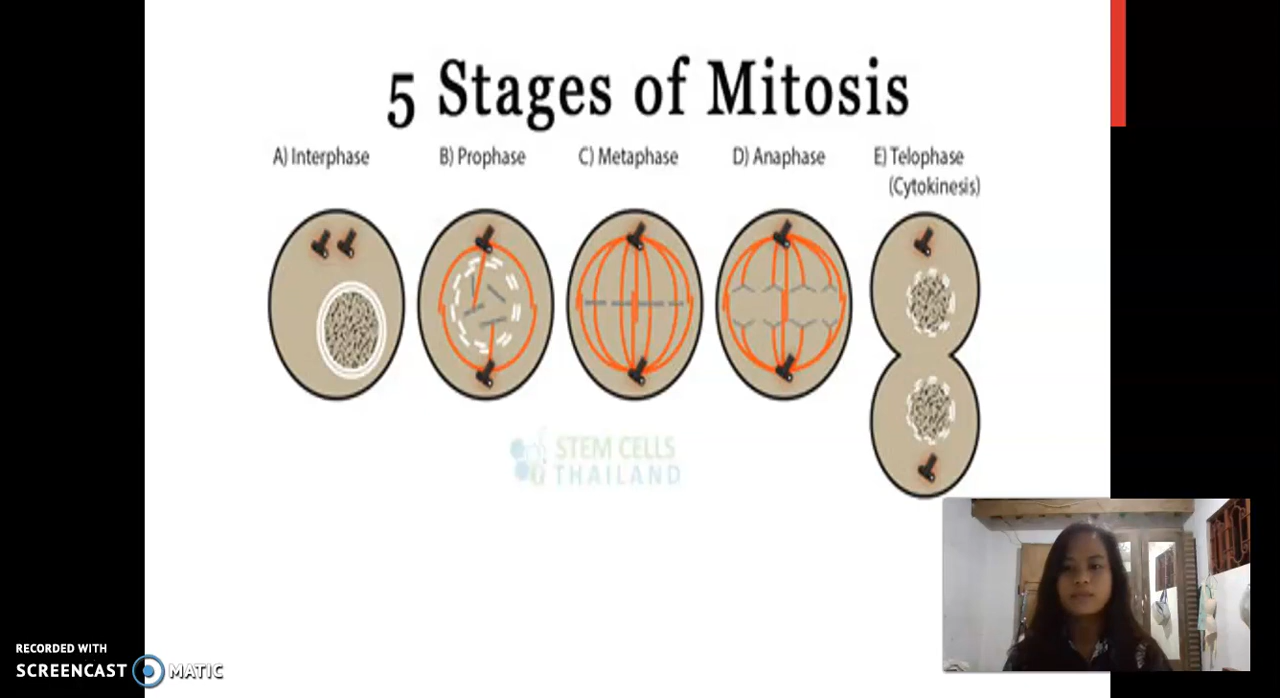 5 Stages of Mitosis
A) Interphase
B) Prophase
C) Metaphase
D) Anaphase
E) Telophase
(Cytokinesis)
STEM CELLS
THAILAND
RECORDED WITH
SCREENCAST MATIC